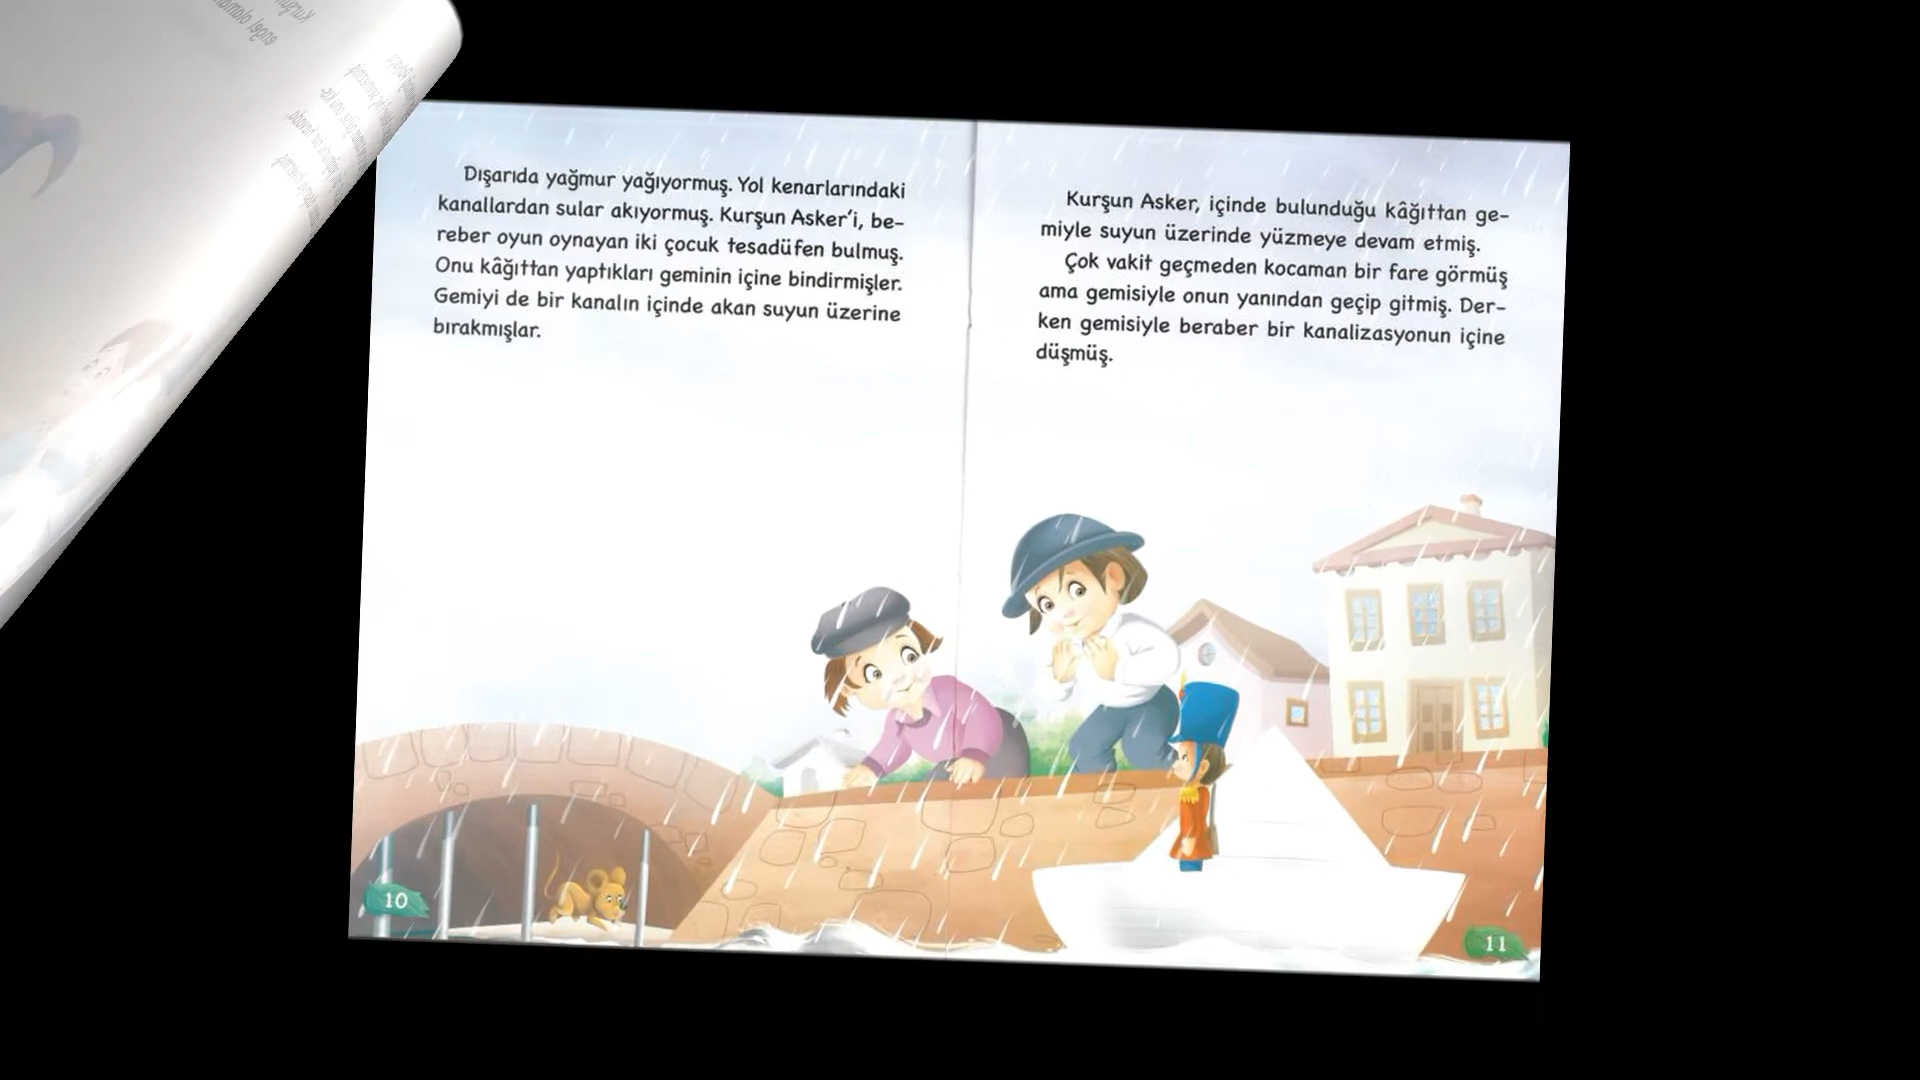 Dışarıda yağmur yağıyormuş. Yol kenarlarındaki
kanallardan sular akıyormuş. Kurşun Asker'i, be-
reber oyun oynayan iki çocuk tesadüfen bulmuş.
Onu kâğıttan yaptıkları geminin içine bindirmişler.
Gemiyi de bir kanalın içinde akan suyun üzerine
bırakmışlar.
10
Kurşun Asker, içinde bulunduğu kâğıttan ge-
miyle suyun üzerinde yüzmeye devam etmiş.
Çok vakit geçmeden kocaman bir fare görmüş
ama gemisiyle onun yanından geçip gitmiş. Der-
ken gemisiyle beraber bir kanalizasyonun içine
düşmüş.
11